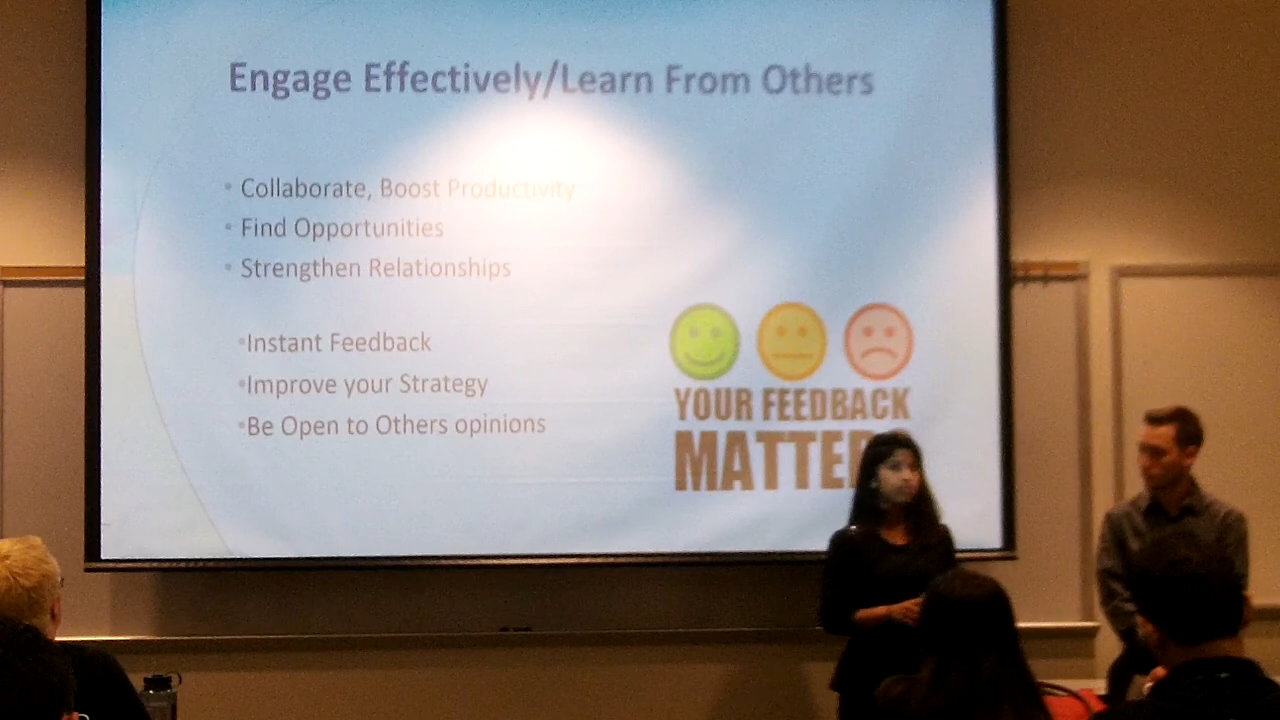 Engage Effectively/Learn From Others
• Collaborate, Boost Productivity
• Find Opportunities
• Strengthen Relationships
•Instant Feedback
•Improve your Strategy
•Be Open to Others opinions
YOUR FEEDBACK